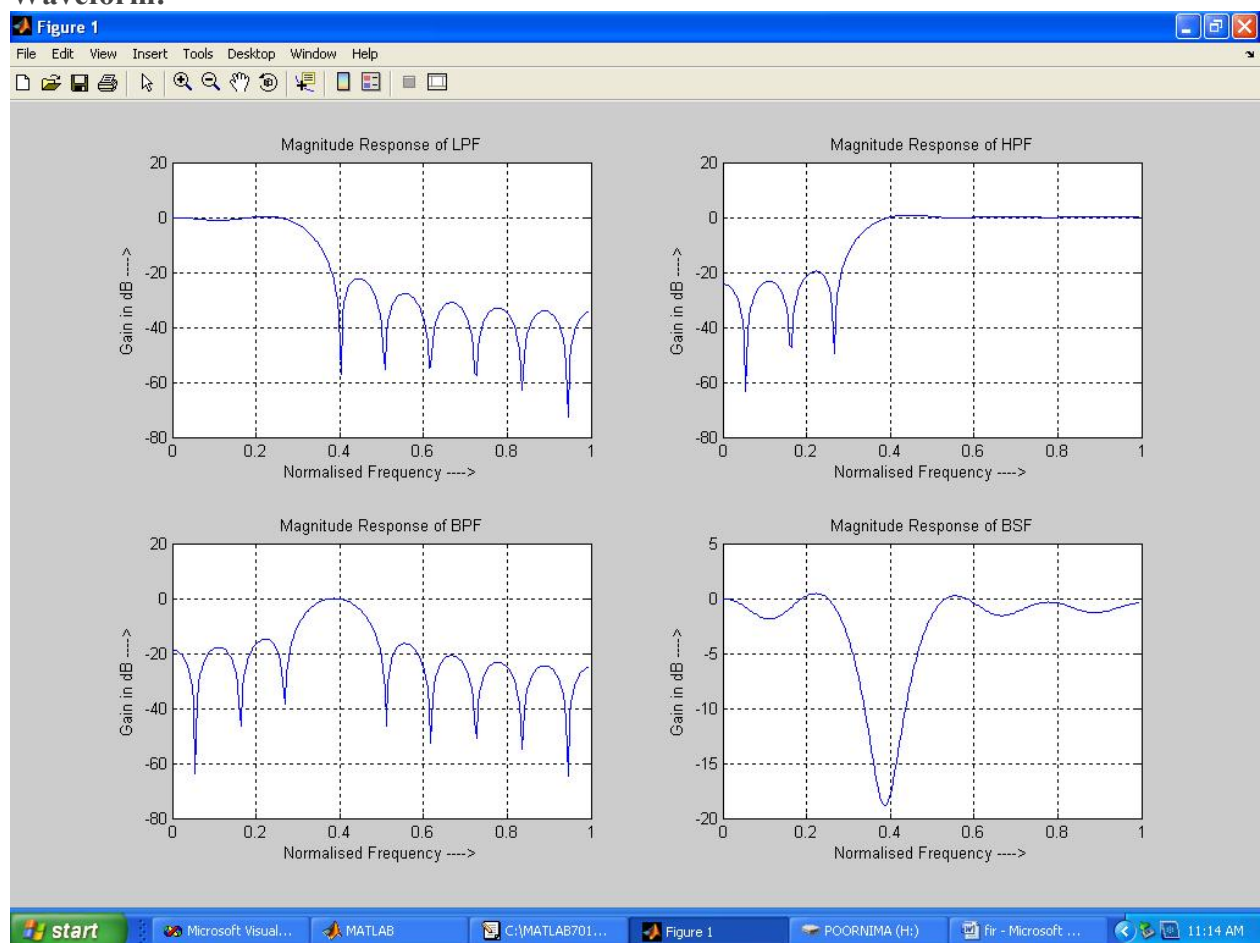 Waveform:
Figure 1
File Edit View Insert Tools Desktop Window Help
Magnitude Response of LPF
20
0
-20
-40
-60
-80
Gain in dB ---->
0 0.2 0.4 0.6 0.8 1
Normalised Frequency ---->
Magnitude Response of HPF
20
0
-20
-40
-60
-80
Gain in dB ---->
0 0.2 0.4 0.6 0.8 1
Normalised Frequency ---->
Magnitude Response of BPF
20
0
-20
-40
-60
-80
Gain in dB ---->
0 0.2 0.4 0.6 0.8 1
Normalised Frequency ---->
Magnitude Response of BSF
5
0
-5
-10
-15
-20
Gain in dB ---->
0 0.2 0.4 0.6 0.8 1
Normalised Frequency ---->
start Microsoft Visual... MATLAB C:\MATLAB701... Figure 1 POORNIMA (H:) fir - Microsoft ... 11:14 AM